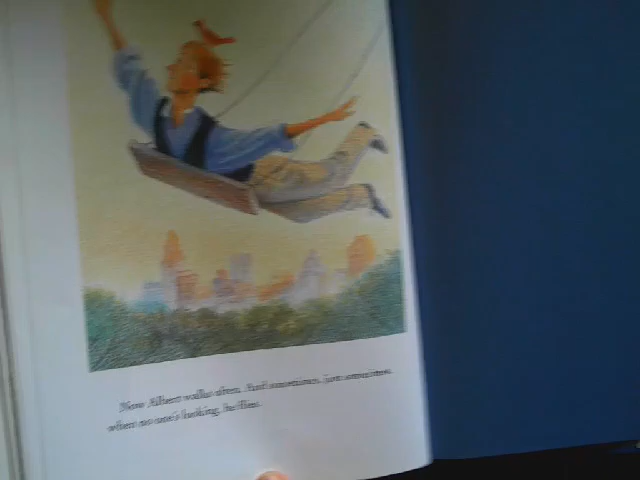 Now Albert walks often. And sometimes, just sometimes,
when no one's looking, he flies.